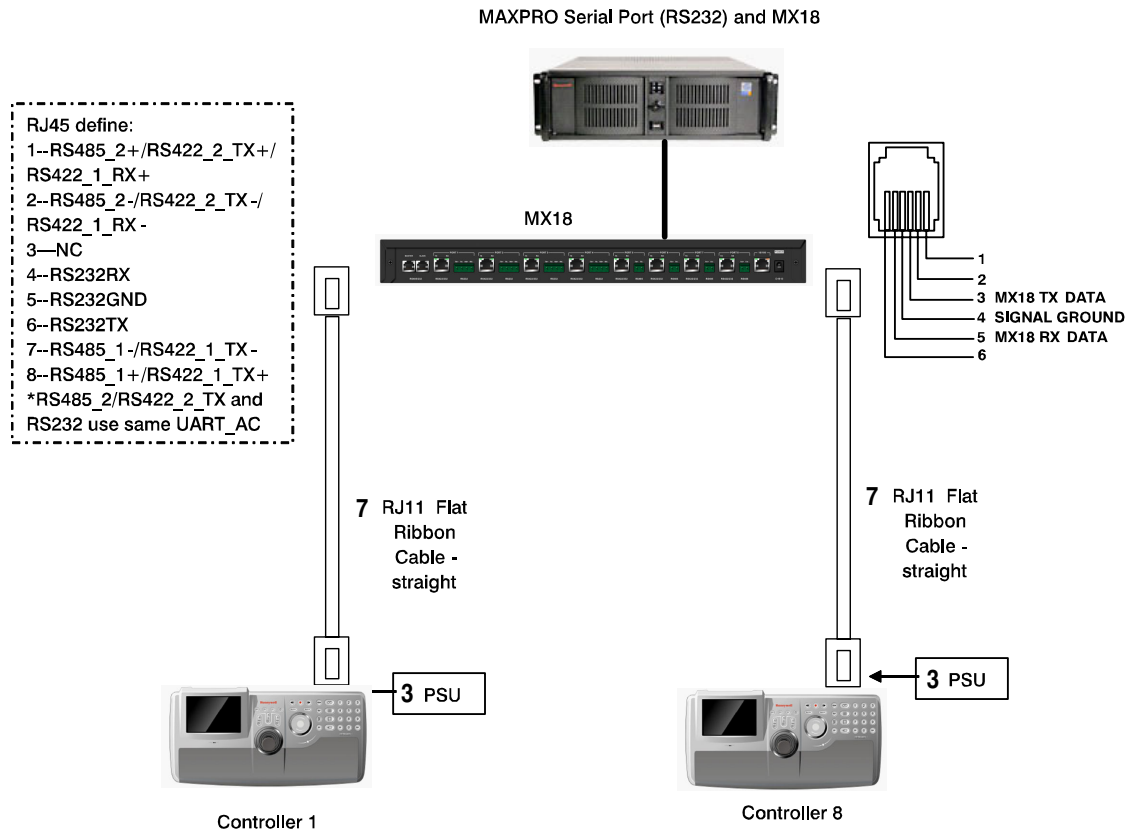 MAXPRO Serial Port (RS232) and MX18
RJ45 define:
1--RS485_2+/RS422_2_TX+/
RS422_1_RX+
2--RS485_2-/RS422_2_TX-/
RS422_1_RX-
3—NC
4--RS232RX
5--RS232GND
6--RS232TX
7--RS485_1-/RS422_1_TX-
8--RS485_1+/RS422_1_TX+
*RS485_2/RS422_2_TX and
RS232 use same UART_AC
MX18
1
2
3 MX18 TX DATA
4 SIGNAL GROUND
5 MX18 RX DATA
6
7 RJ11 Flat
Ribbon
Cable -
straight
7 RJ11 Flat
Ribbon
Cable -
straight
3 PSU
3 PSU
Controller 1
Controller 8